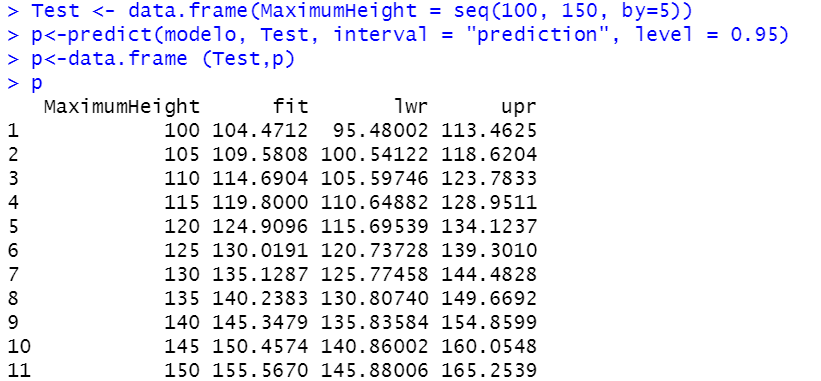 > Test <- data.frame(MaximumHeight = seq(100, 150, by=5))
> p<-predict(modelo, Test, interval = "prediction", level = 0.95)
> p<-data.frame (Test,p)
> p
   MaximumHeight      fit       lwr      upr
1            100 104.4712  95.48002 113.4625
2            105 109.5808 100.54122 118.6204
3            110 114.6904 105.59746 123.7833
4            115 119.8000 110.64882 128.9511
5            120 124.9096 115.69539 134.1237
6            125 130.0191 120.73728 139.3010
7            130 135.1287 125.77458 144.4828
8            135 140.2383 130.80740 149.6692
9            140 145.3479 135.83584 154.8599
10           145 150.4574 140.86002 160.0548
11           150 155.5670 145.88006 165.2539